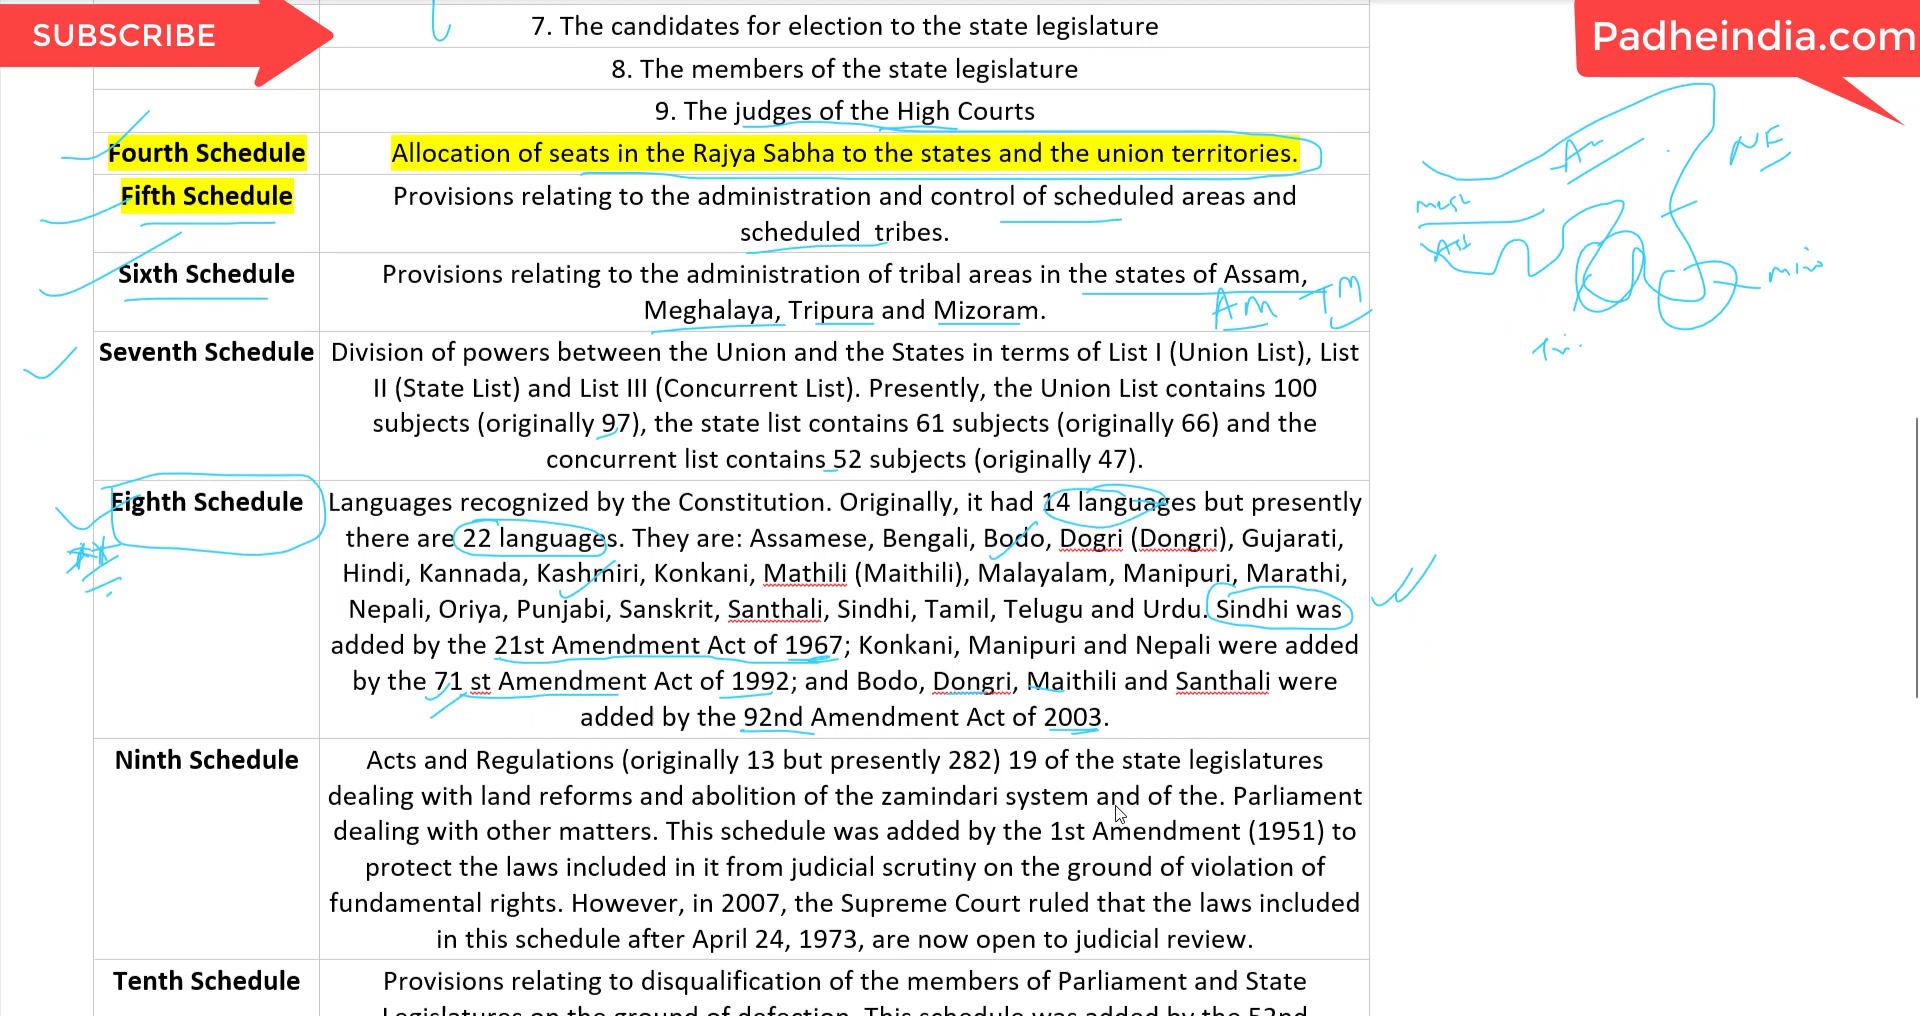 SUBSCRIBE
Padheindia.com
7. The candidates for election to the state legislature
8. The members of the state legislature
9. The judges of the High Courts
Fourth Schedule
Allocation of seats in the Rajya Sabha to the states and the union territories.
Fifth Schedule
Provisions relating to the administration and control of scheduled areas and
scheduled tribes.
Sixth Schedule
Provisions relating to the administration of tribal areas in the states of Assam,
Meghalaya, Tripura and Mizoram.
AM TM
NE
Seventh Schedule
Division of powers between the Union and the States in terms of List I (Union List), List
II (State List) and List III (Concurrent List). Presently, the Union List contains 100
subjects (originally 97), the state list contains 61 subjects (originally 66) and the
concurrent list contains 52 subjects (originally 47).
Eighth Schedule
Languages recognized by the Constitution. Originally, it had 14 languages but presently
there are 22 languages. They are: Assamese, Bengali, Bodo, Dogri (Dongri), Gujarati,
Hindi, Kannada, Kashmiri, Konkani, Mathili (Maithili), Malayalam, Manipuri, Marathi,
Nepali, Oriya, Punjabi, Sanskrit, Santhali, Sindhi, Tamil, Telugu and Urdu. Sindhi was
added by the 21st Amendment Act of 1967; Konkani, Manipuri and Nepali were added
by the 71 st Amendment Act of 1992; and Bodo, Dongri, Maithili and Santhali were
added by the 92nd Amendment Act of 2003.
Ninth Schedule
Acts and Regulations (originally 13 but presently 282) 19 of the state legislatures
dealing with land reforms and abolition of the zamindari system and of the. Parliament
dealing with other matters. This schedule was added by the 1st Amendment (1951) to
protect the laws included in it from judicial scrutiny on the ground of violation of
fundamental rights. However, in 2007, the Supreme Court ruled that the laws included
in this schedule after April 24, 1973, are now open to judicial review.
Tenth Schedule
Provisions relating to disqualification of the members of Parliament and State
Legislatures on the ground of defection. This schedule was added by the 52nd